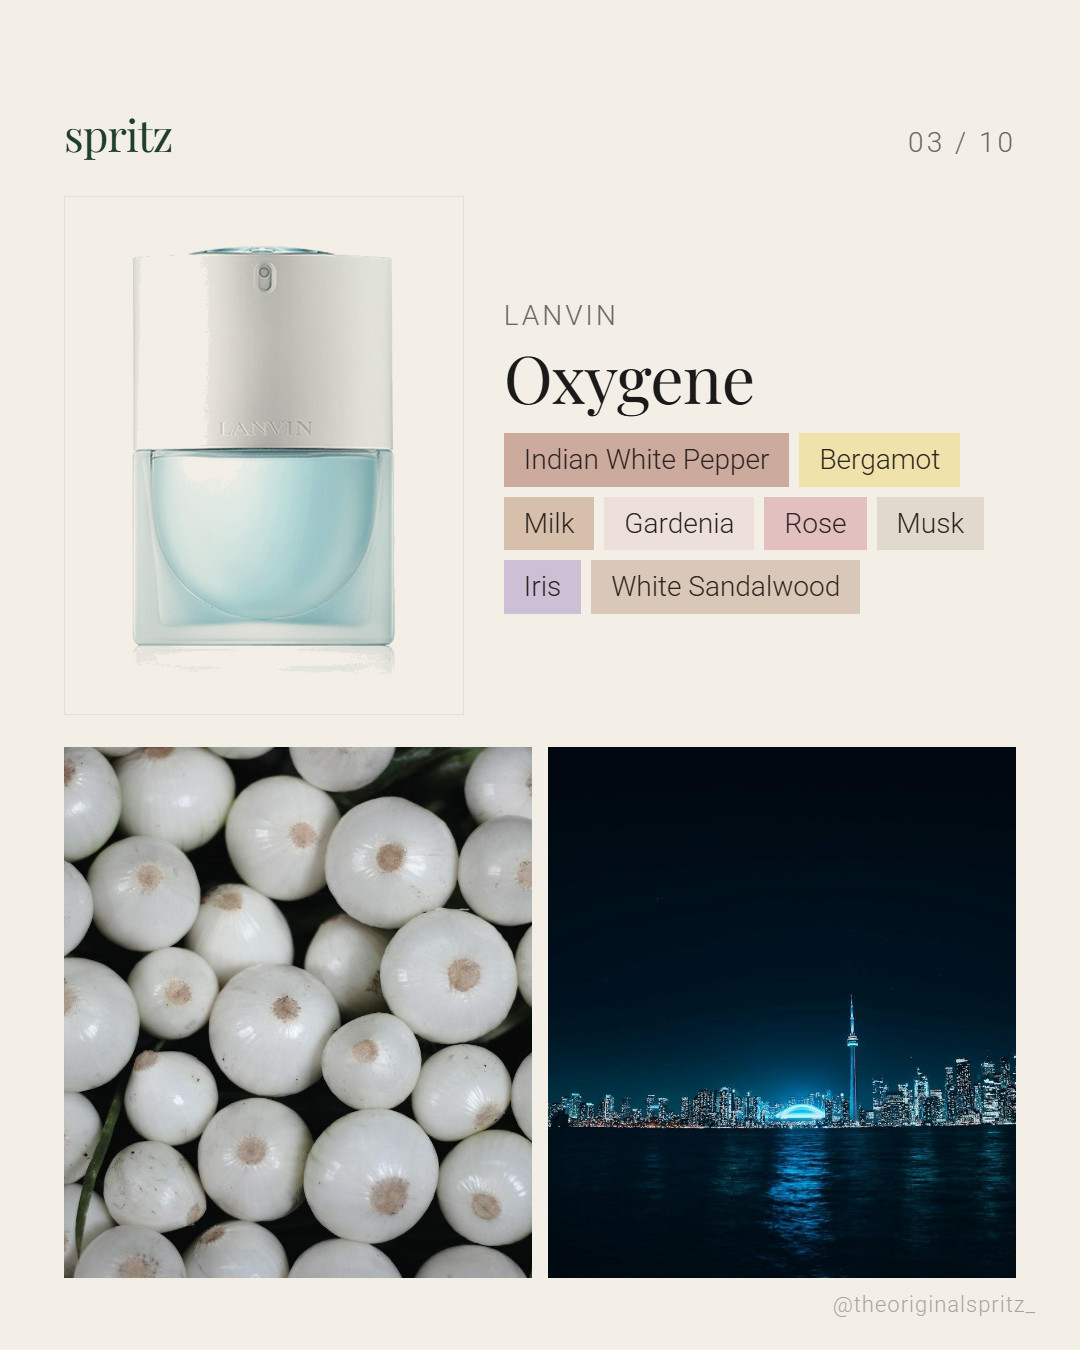 spritz
03 / 10
LANVIN
LANVIN
Oxygene
Indian White Pepper
Bergamot
Milk
Gardenia
Rose
Musk
Iris
White Sandalwood
@theoriginalspritz_